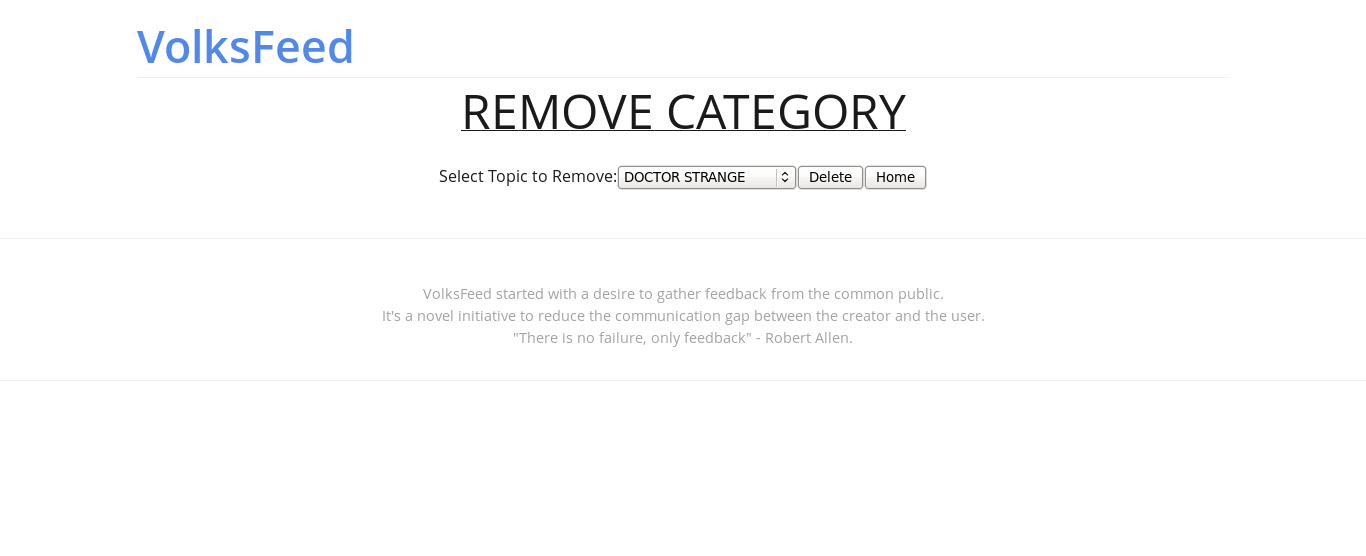 VolksFeed
REMOVE CATEGORY
Select Topic to Remove: DOCTOR STRANGE Delete Home
VolksFeed started with a desire to gather feedback from the common public.
It's a novel initiative to reduce the communication gap between the creator and the user.
"There is no failure, only feedback" - Robert Allen.